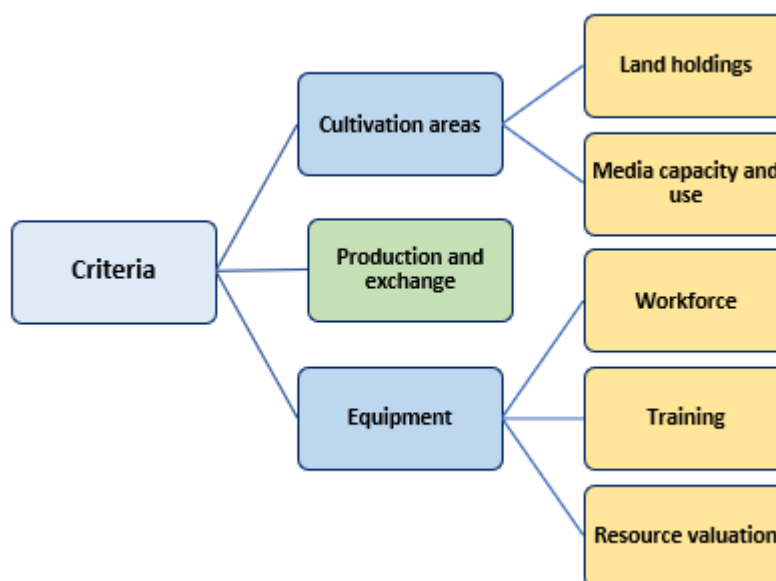 Land holdings
Cultivation areas
Media capacity and
use
Criteria
Production and
exchange
Workforce
Equipment
Training
Resource valuation